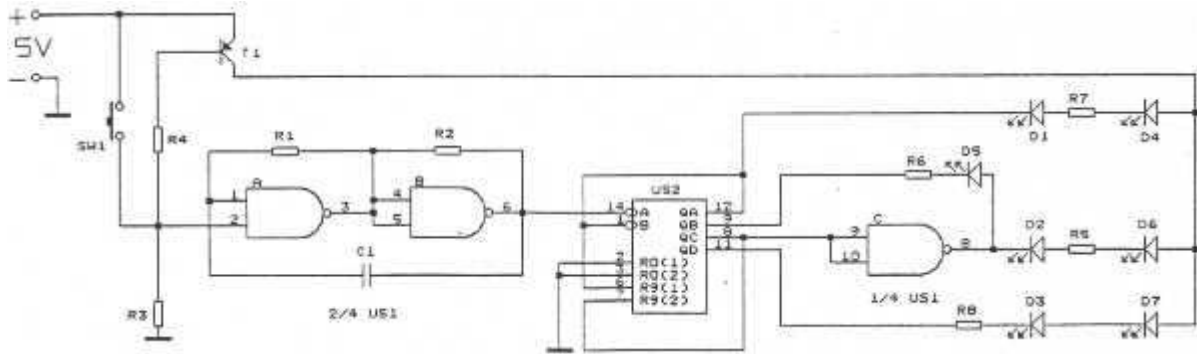 +
5V
-
T1
SW1
R4
R1
R2
A
1
2
3
B
4
5
6
C1
R3
2/4 US1
US2
14
1
A
B
QA
QB
QC
QD
12
9
8
11
R0(1)
R0(2)
R9(1)
R9(2)
2
3
6
7
R6
D5
C
9
10
8
1/4 US1
D1
R7
D4
D2
R5
D6
R8
D3
D7